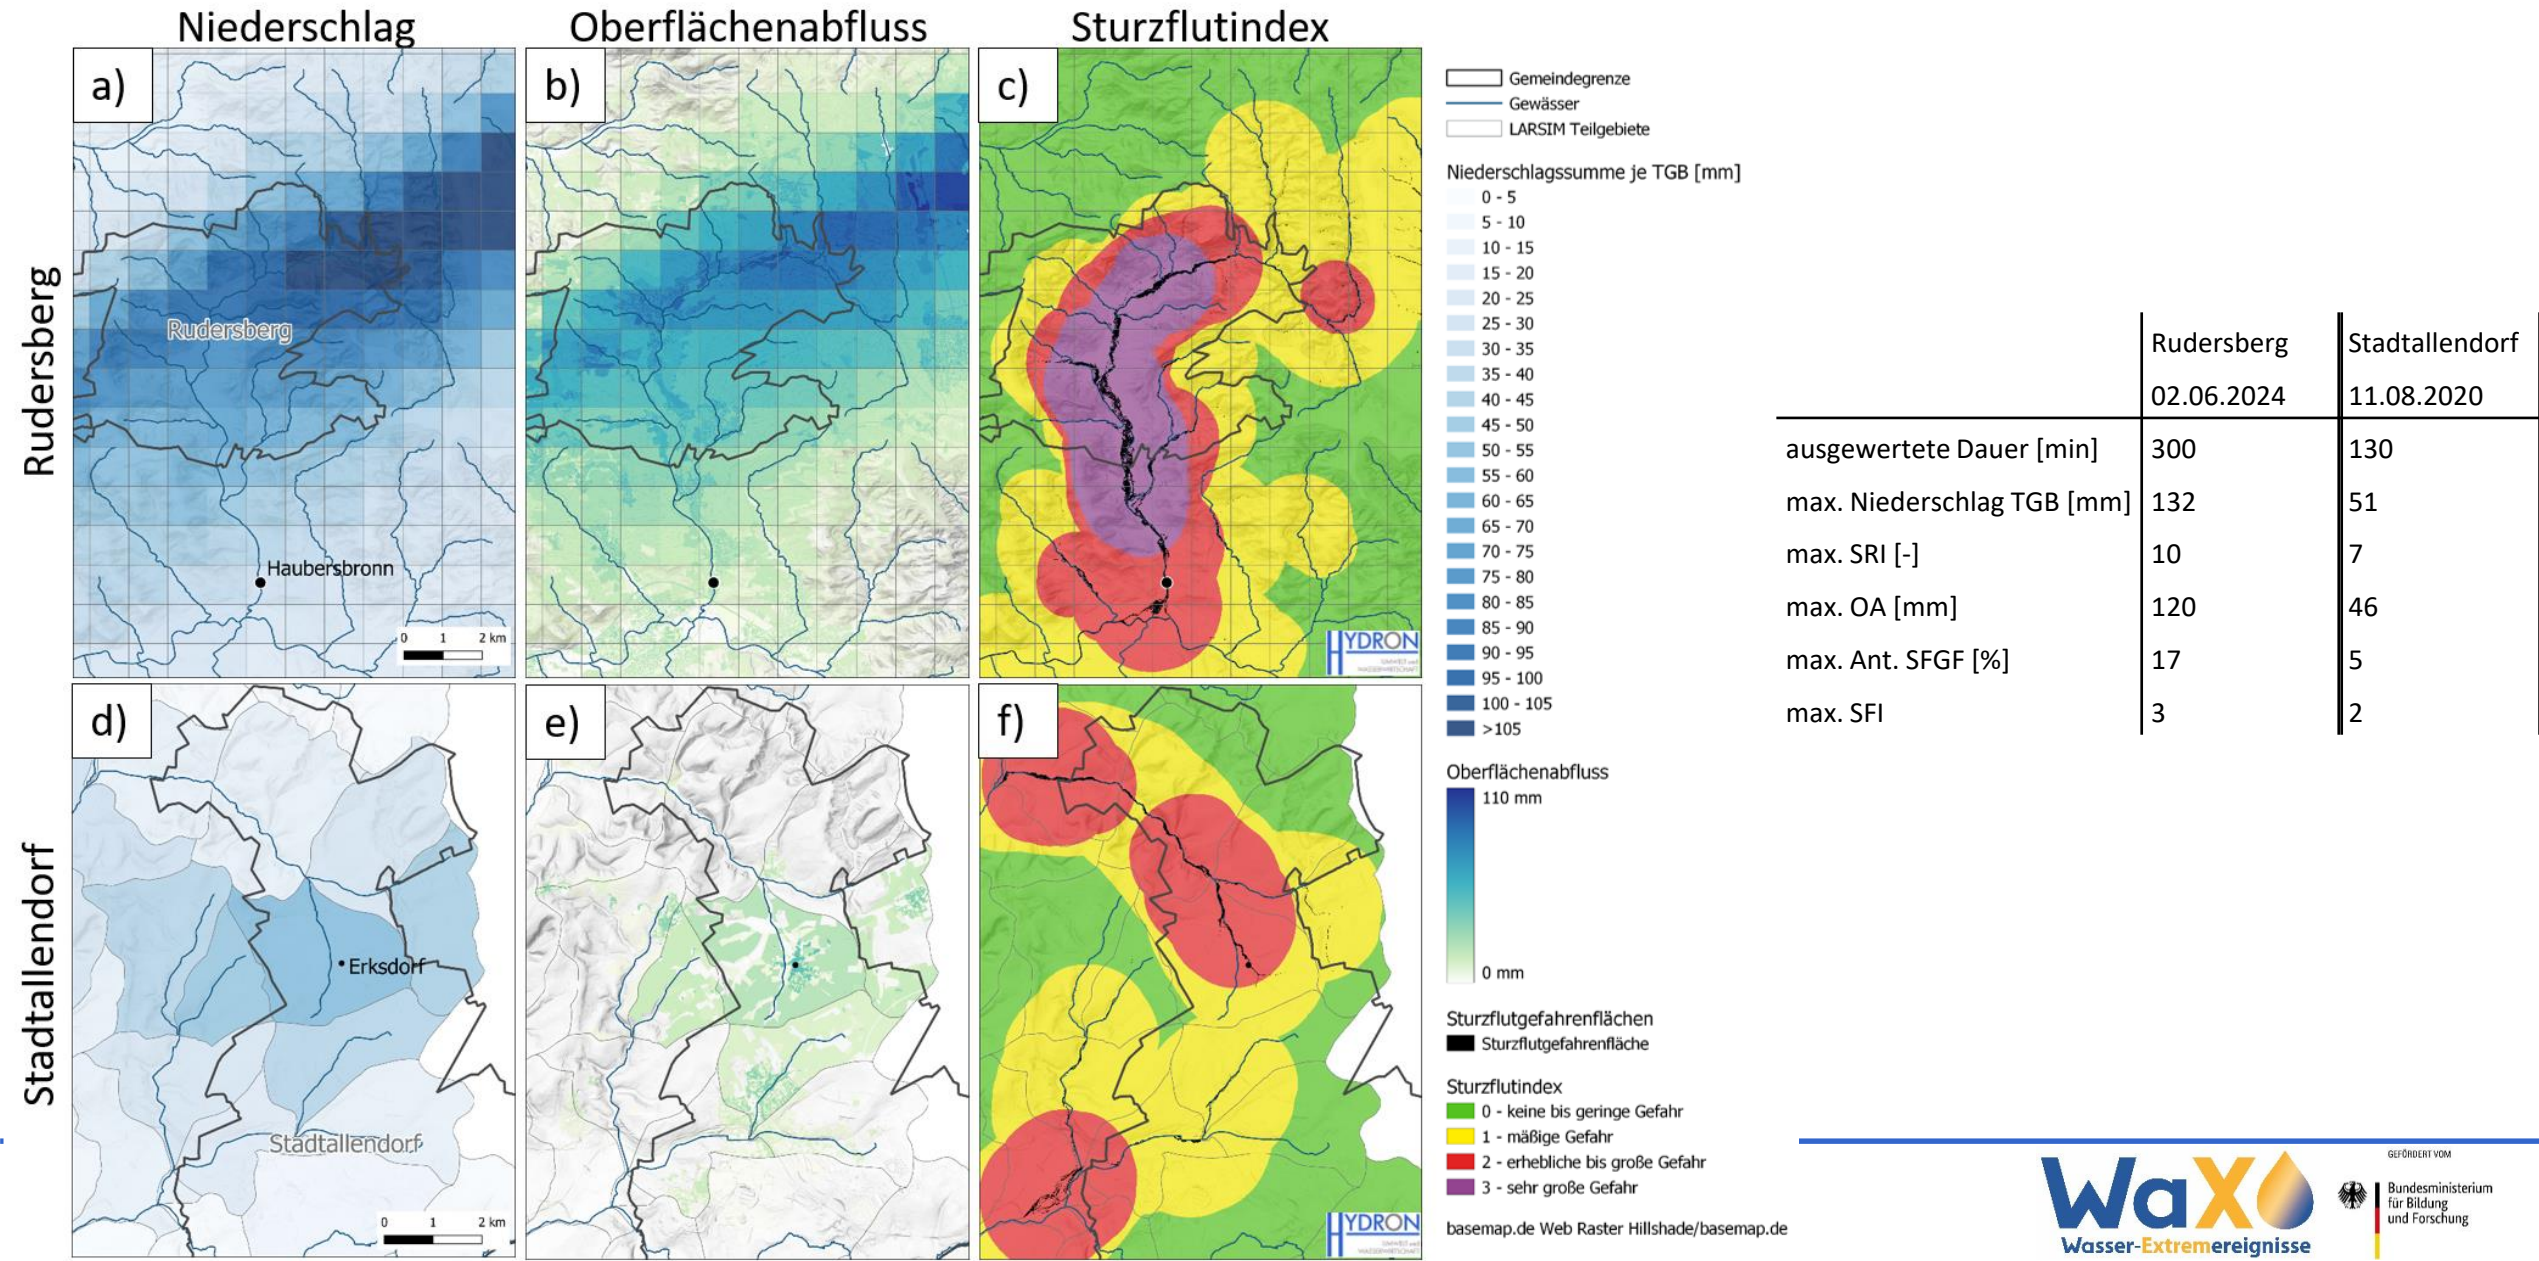 Niederschlag
Oberflächenabfluss
Sturzflutindex
Rudersberg
a)
b)
c)
Rudersberg
Haubersbronn
0 1 2 km
HYDRON
Stadtallendorf
d)
e)
f)
Erksdorf
Stadtallendorf
0 1 2 km
HYDRON
Gemeindegrenze
Gewässer
LARSIM Teilgebiete
Niederschlagssumme je TGB [mm]
0 - 5
5 - 10
10 - 15
15 - 20
20 - 25
25 - 30
30 - 35
35 - 40
40 - 45
45 - 50
50 - 55
55 - 60
60 - 65
65 - 70
70 - 75
75 - 80
80 - 85
85 - 90
90 - 95
95 - 100
100 - 105
>105
Oberflächenabfluss
110 mm
0 mm
Sturzflutgefahrenflächen
Sturzflutgefahrenfläche
Sturzflutindex
0 - keine bis geringe Gefahr
1 - mäßige Gefahr
2 - erhebliche bis große Gefahr
3 - sehr große Gefahr
basemap.de Web Raster Hillshade/basemap.de
Rudersberg Stadtallendorf
02.06.2024 11.08.2020
ausgewertete Dauer [min] 300 130
max. Niederschlag TGB [mm] 132 51
max. SRI [-] 10 7
max. OA [mm] 120 46
max. Ant. SFGF [%] 17 5
max. SFI 3 2
WaX
Wasser-Extremereignisse
GEFÖRDERT VOM
Bundesministerium
für Bildung
und Forschung